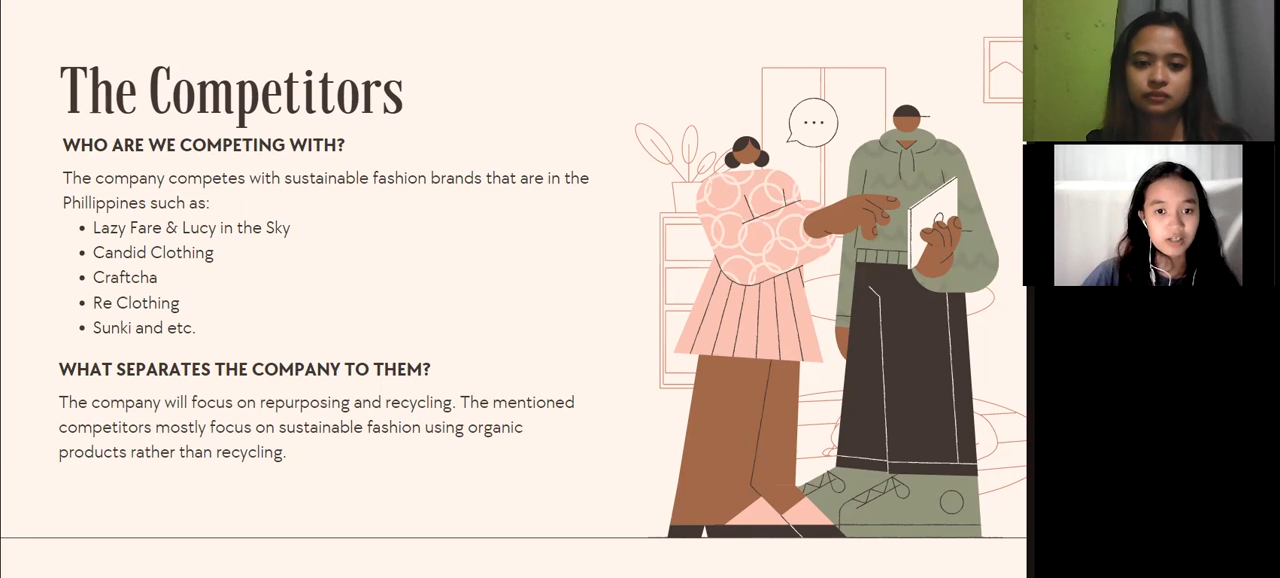 The Competitors
WHO ARE WE COMPETING WITH?
The company competes with sustainable fashion brands that are in the
Phillippines such as:
• Lazy Fare & Lucy in the Sky
• Candid Clothing
• Craftcha
• Re Clothing
• Sunki and etc.
WHAT SEPARATES THE COMPANY TO THEM?
The company will focus on repurposing and recycling. The mentioned
competitors mostly focus on sustainable fashion using organic
products rather than recycling.